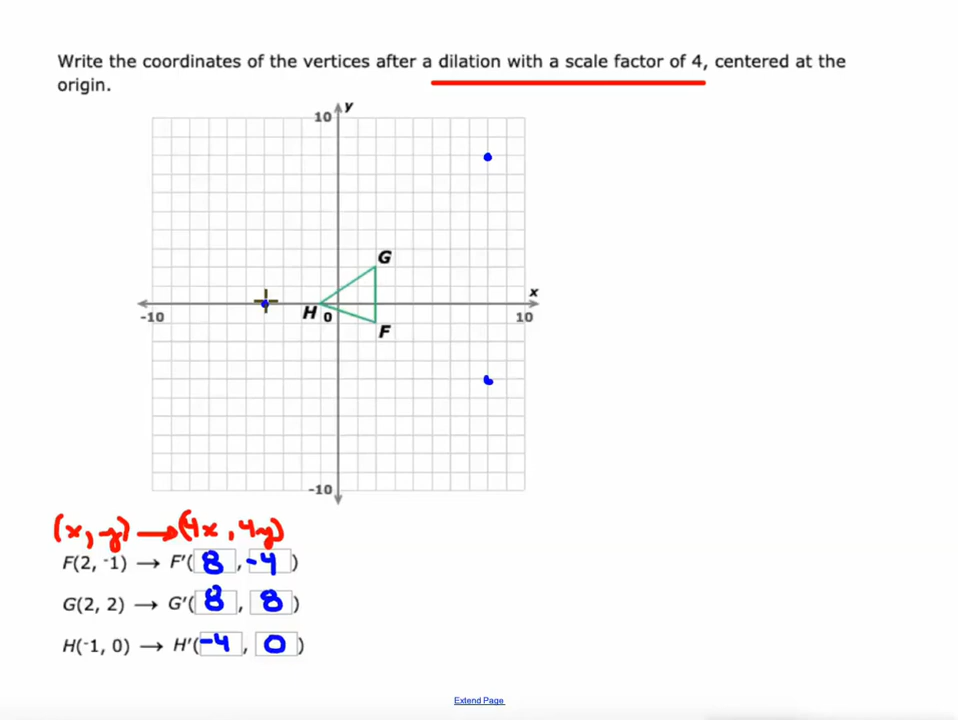 Write the coordinates of the vertices after a dilation with a scale factor of 4, centered at the
origin.
10 y
G
x
-10 H 0 10
F
-10
(x, y) → (4x, 4y)
F(2, -1) → F′( 8 , -4 )
G(2, 2) → G′( 8 , 8 )
H(-1, 0) → H′( -4 , 0 )
Extend Page